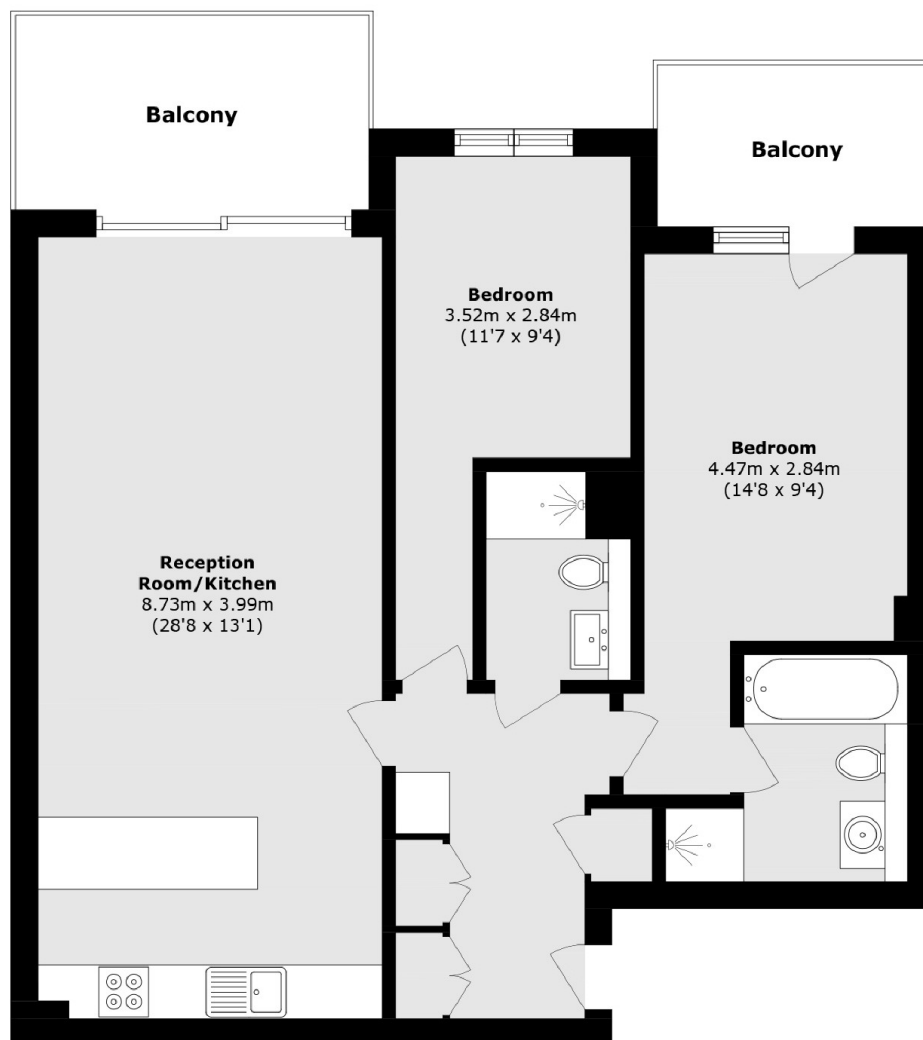 Balcony
Balcony
Bedroom
3.52m x 2.84m
(11'7 x 9'4)
Bedroom
4.47m x 2.84m
(14'8 x 9'4)
Reception
Room/Kitchen
8.73m x 3.99m
(28'8 x 13'1)